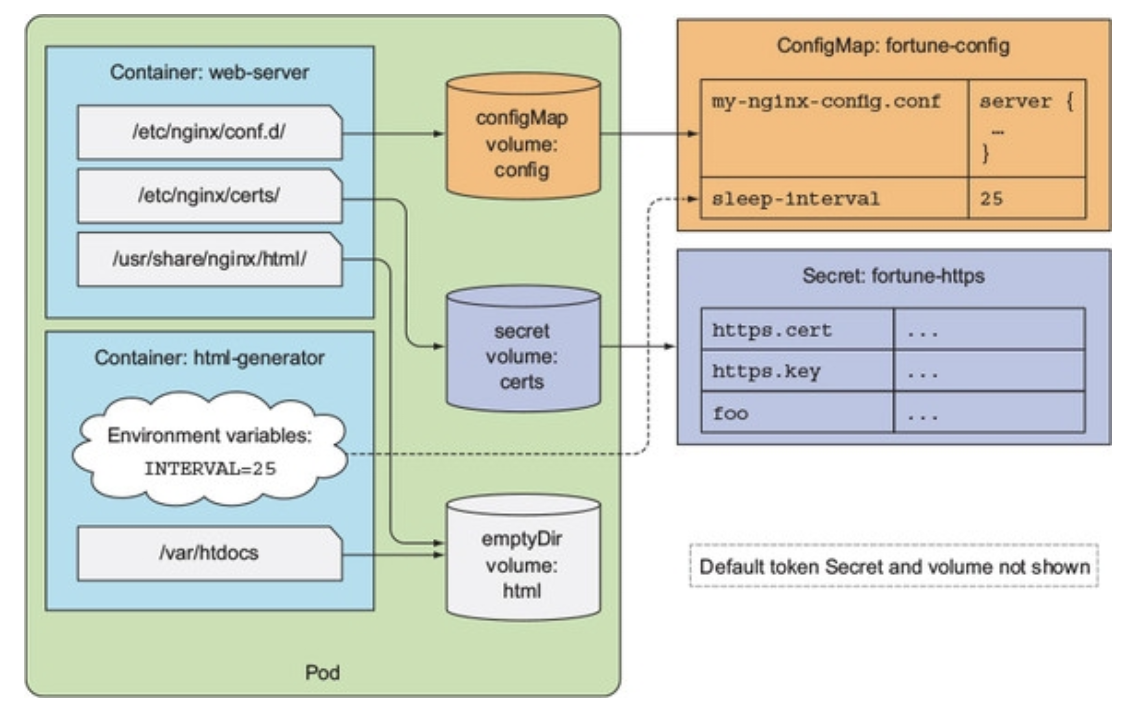 Container: web-server
/etc/nginx/conf.d/
/etc/nginx/certs/
/usr/share/nginx/html/
Container: html-generator
Environment variables:
INTERVAL=25
/var/htdocs
configMap
volume:
config
secret
volume:
certs
emptyDir
volume:
html
Pod
ConfigMap: fortune-config
my-nginx-config.conf
server {
…
}
sleep-interval
25
Secret: fortune-https
https.cert
...
https.key
...
foo
...
Default token Secret and volume not shown